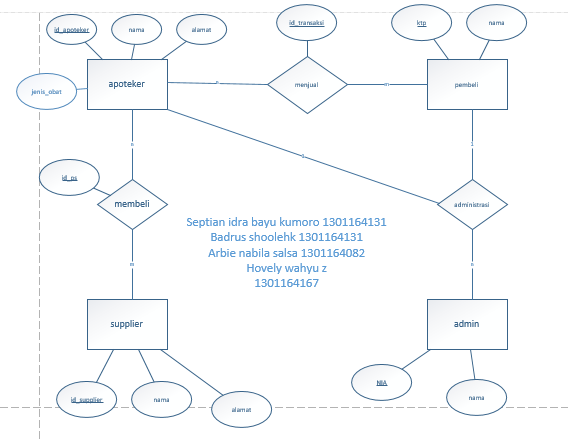 id_apoteker
nama
alamat
id_transaksi
ktp
nama
jenis_obat
apoteker
menjual
m
pembeli
n
1
id_ps
membeli
administrasi
Septian idra bayu kumoro 1301164131
Badrus shoolehk 1301164131
Arbie nabila salsa 1301164082
Hovely wahyu z
1301164167
m
n
supplier
admin
NIA
id_supplier
nama
alamat
nama